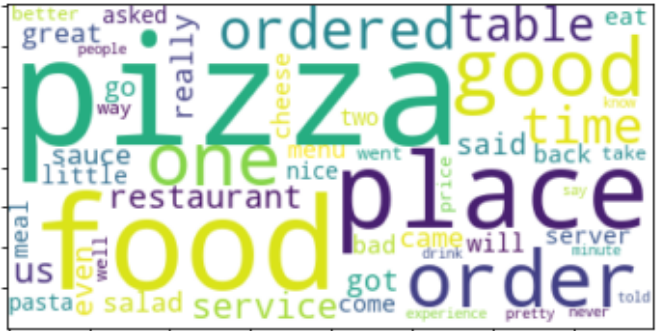 better
asked
great
people
really
ordered
table
eat
pizza
good
go
way
cheese
two
know
time
sauce
little
one
menu
nice
went
said
back
take
restaurant
place
price
say
meal
food
well
bad
came
will
server
minute
drink
us
even
got
order
told
pasta
salad
service
come
experience
pretty
never